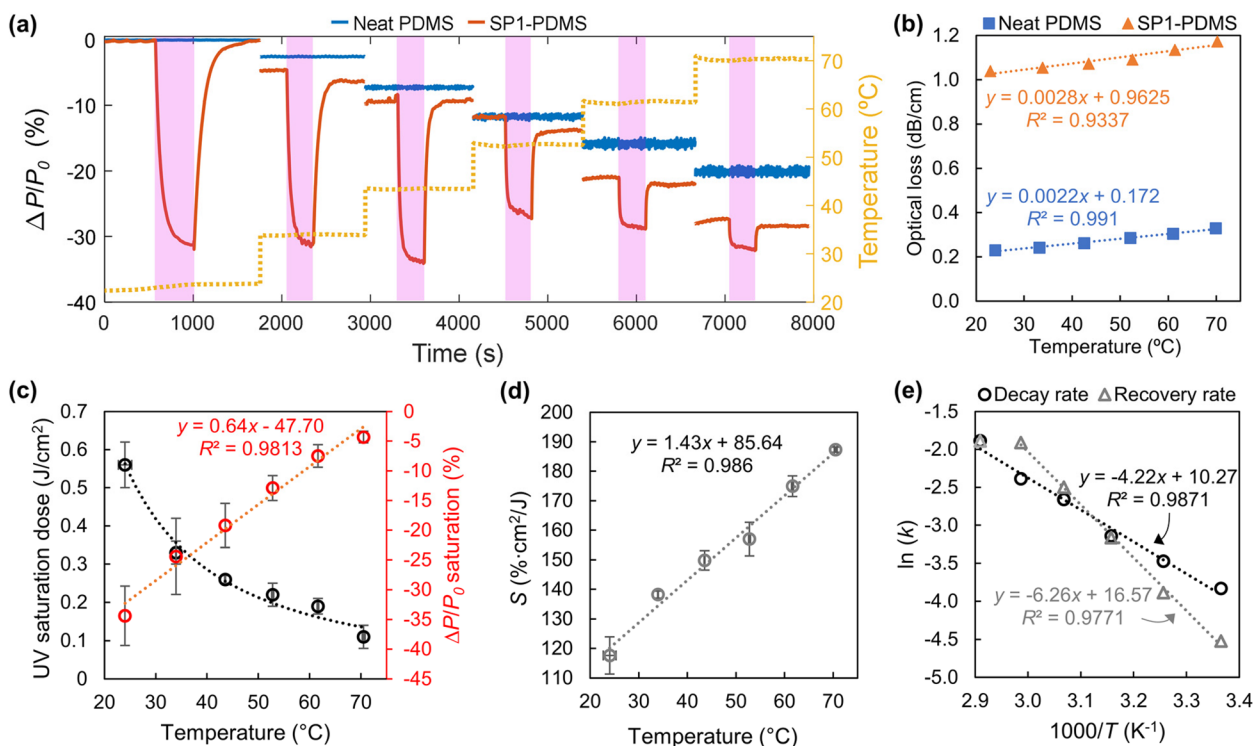 (a)
Neat PDMS SP1-PDMS
0
-10
-20
-30
-40
ΔP/P0 (%)
0 1000 2000 3000 4000 5000 6000 7000 8000
Time (s)
70
60
50
40
30
20
Temperature (ºC)
(b)
Neat PDMS SP1-PDMS
1.2
1.0
0.8
0.6
0.4
0.2
0.0
Optical loss (dB/cm)
y = 0.0028x + 0.9625
R² = 0.9337
y = 0.0022x + 0.172
R² = 0.991
20 30 40 50 60 70
Temperature (ºC)
(c)
0.7
0.6
0.5
0.4
0.3
0.2
0.1
UV saturation dose (J/cm²)
y = 0.64x - 47.70
R² = 0.9813
0
-5
-10
-15
-20
-25
-30
-35
-40
-45
ΔP/P0 saturation (%)
20 30 40 50 60 70
Temperature (°C)
(d)
200
190
180
170
160
150
140
130
120
110
S (%·cm²/J)
y = 1.43x + 85.64
R² = 0.986
20 30 40 50 60 70
Temperature (°C)
(e)
Decay rate Recovery rate
-1.5
-2.0
-2.5
-3.0
-3.5
-4.0
-4.5
-5.0
ln (k)
y = -4.22x + 10.27
R² = 0.9871
y = -6.26x + 16.57
R² = 0.9771
2.9 3.0 3.1 3.2 3.3 3.4
1000/T (K⁻¹)